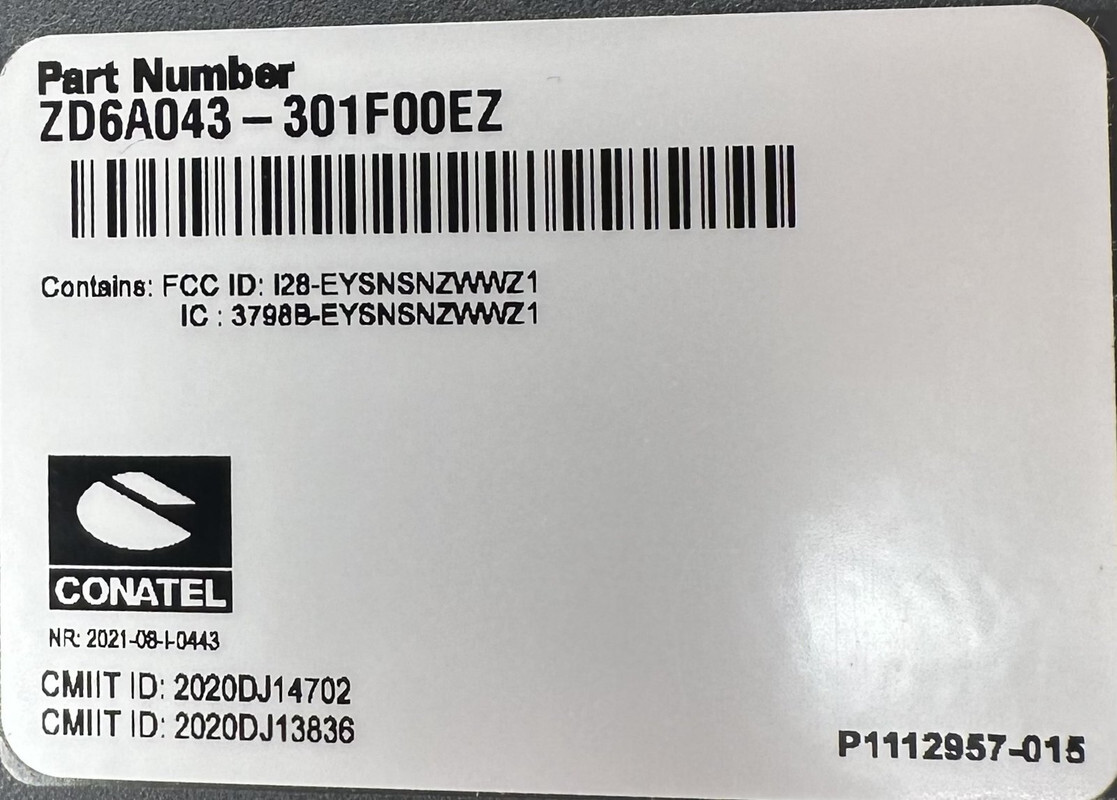 Part Number
ZD6A043-301F00EZ
Contains: FCC ID: I28-EYSNSNZWWZ1
IC : 3798B-EYSNSNZWWZ1
CONATEL
NR: 2021-08-I-0443
CMIIT ID: 2020DJ14702
CMIIT ID: 2020DJ13836
P1112957-015